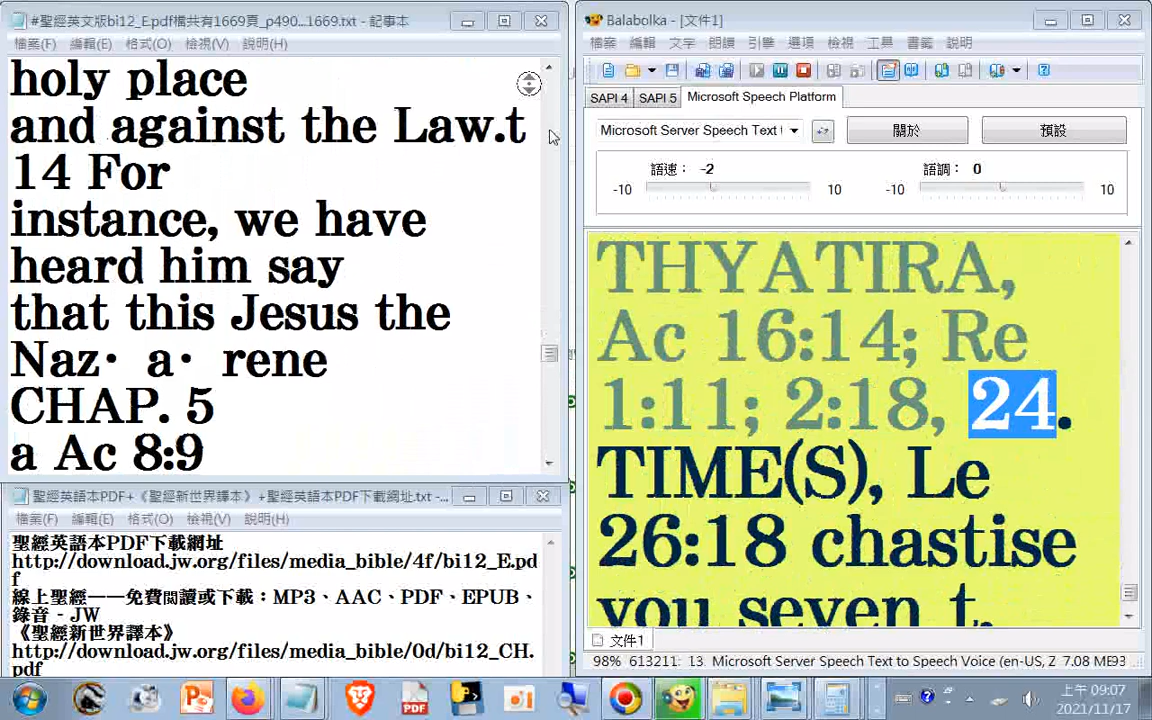 #聖經英文版bi12_E.pdf檔共有1669頁_p490...1669.txt - 記事本
檔案(F) 編輯(E) 格式(O) 檢視(V) 說明(H)
holy place
and against the Law.t
14 For
instance, we have
heard him say
that this Jesus the
Naz· a· rene
CHAP. 5
a Ac 8:9
聖經英語本PDF+《聖經新世界譯本》+聖經英語本PDF下載網址.txt -...
檔案(F) 編輯(E) 格式(O) 檢視(V) 說明(H)
聖經英語本PDF下載網址
http://download.jw.org/files/media_bible/4f/bi12_E.pd
f
線上聖經——免費閱讀或下載：MP3、AAC、PDF、EPUB、
錄音 - JW
《聖經新世界譯本》
http://download.jw.org/files/media_bible/0d/bi12_CH.
pdf
Balabolka - [文件1]
檔案 編輯 文字 朗讀 引擎 選項 檢視 工具 書籤 說明
SAPI 4 SAPI 5 Microsoft Speech Platform
Microsoft Server Speech Text 關於 預設
語速： -2 語調： 0
-10 10 -10 10
THYATIRA,
Ac 16:14; Re
1:11; 2:18, 24.
TIME(S), Le
26:18 chastise
you seven t.
文件1
98% 613211: 13 Microsoft Server Speech Text to Speech Voice (en-US, Z 7.08 ME93
PDF
上午 09:07
2021/11/17